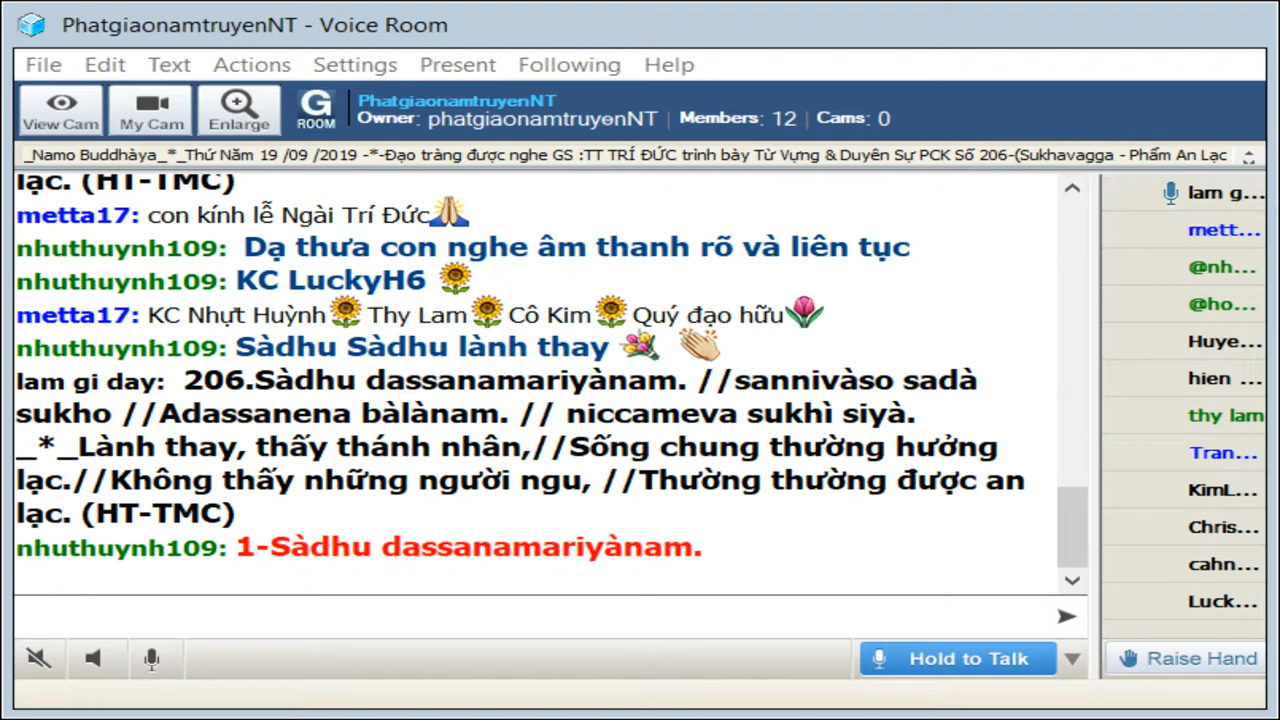 PhatgiaonamtruyenNT - Voice Room
File Edit Text Actions Settings Present Following Help
View Cam My Cam Enlarge G ROOM
PhatgiaonamtruyenNT
Owner: phatgiaonamtruyenNT | Members: 12 | Cams: 0
_Namo Buddhàya_*_Thứ Năm 19 /09 /2019 -*-Đạo tràng được nghe GS :TT TRÍ ĐỨC trình bày Từ Vựng & Duyên Sự PCK Số 206-(Sukhavagga - Phẩm An Lạc
lạc. (HT-TMC)
metta17: con kính lễ Ngài Trí Đức
nhuthuynh109: Dạ thưa con nghe âm thanh rõ và liên tục
nhuthuynh109: KC LuckyH6
metta17: KC Nhựt Huỳnh Thy Lam Cô Kim Quý đạo hữu
nhuthuynh109: Sàdhu Sàdhu lành thay
lam gi day: 206.Sàdhu dassanamariyànam. //sannivàso sadà
sukho //Adassanena bàlànam. // niccameva sukhì siyà.
_*_Lành thay, thấy thánh nhân,//Sống chung thường hưởng
lạc.//Không thấy những người ngu, //Thường thường được an
lạc. (HT-TMC)
nhuthuynh109: 1-Sàdhu dassanamariyànam.
lam g...
mett...
@nh...
@ho...
Huye...
hien ...
thy lam
Tran...
KimL...
Chris...
cahn...
Luck...
Hold to Talk
Raise Hand